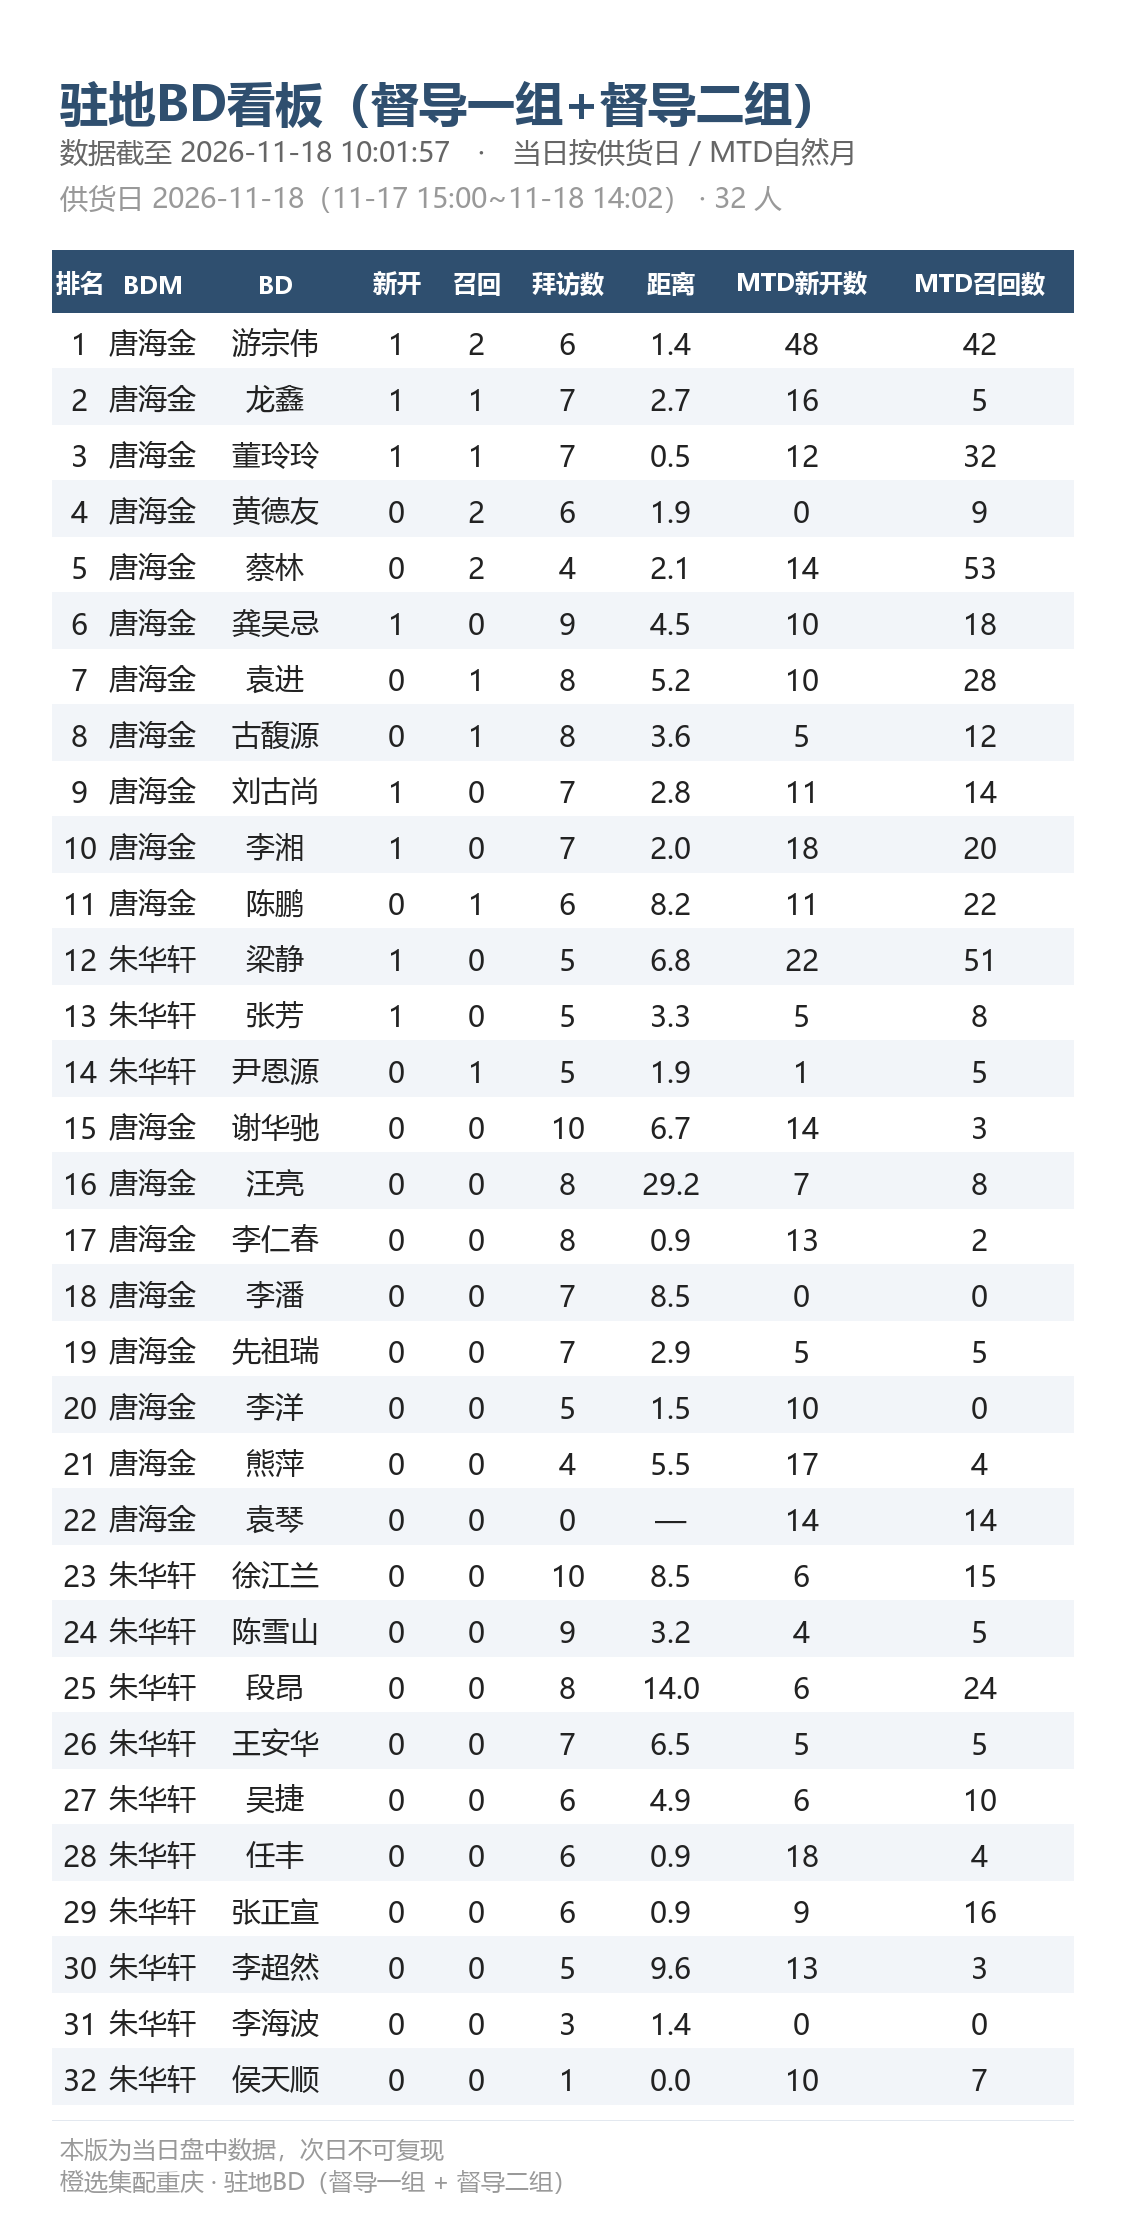 驻地BD看板（督导一组+督导二组）
数据截至 2026-11-18 10:01:57 · 当日按供货日 / MTD自然月
供货日 2026-11-18（11-17 15:00~11-18 14:02） · 32 人
排名 BDM BD 新开 召回 拜访数 距离 MTD新开数 MTD召回数
1 唐海金 游宗伟 1 2 6 1.4 48 42
2 唐海金 龙鑫 1 1 7 2.7 16 5
3 唐海金 董玲玲 1 1 7 0.5 12 32
4 唐海金 黄德友 0 2 6 1.9 0 9
5 唐海金 蔡林 0 2 4 2.1 14 53
6 唐海金 龚吴忌 1 0 9 4.5 10 18
7 唐海金 袁进 0 1 8 5.2 10 28
8 唐海金 古馥源 0 1 8 3.6 5 12
9 唐海金 刘古尚 1 0 7 2.8 11 14
10 唐海金 李湘 1 0 7 2.0 18 20
11 唐海金 陈鹏 0 1 6 8.2 11 22
12 朱华轩 梁静 1 0 5 6.8 22 51
13 朱华轩 张芳 1 0 5 3.3 5 8
14 朱华轩 尹恩源 0 1 5 1.9 1 5
15 唐海金 谢华驰 0 0 10 6.7 14 3
16 唐海金 汪亮 0 0 8 29.2 7 8
17 唐海金 李仁春 0 0 8 0.9 13 2
18 唐海金 李潘 0 0 7 8.5 0 0
19 唐海金 先祖瑞 0 0 7 2.9 5 5
20 唐海金 李洋 0 0 5 1.5 10 0
21 唐海金 熊萍 0 0 4 5.5 17 4
22 唐海金 袁琴 0 0 0 — 14 14
23 朱华轩 徐江兰 0 0 10 8.5 6 15
24 朱华轩 陈雪山 0 0 9 3.2 4 5
25 朱华轩 段昂 0 0 8 14.0 6 24
26 朱华轩 王安华 0 0 7 6.5 5 5
27 朱华轩 吴捷 0 0 6 4.9 6 10
28 朱华轩 任丰 0 0 6 0.9 18 4
29 朱华轩 张正宣 0 0 6 0.9 9 16
30 朱华轩 李超然 0 0 5 9.6 13 3
31 朱华轩 李海波 0 0 3 1.4 0 0
32 朱华轩 侯天顺 0 0 1 0.0 10 7
本版为当日盘中数据，次日不可复现
橙选集配重庆 · 驻地BD（督导一组 + 督导二组）